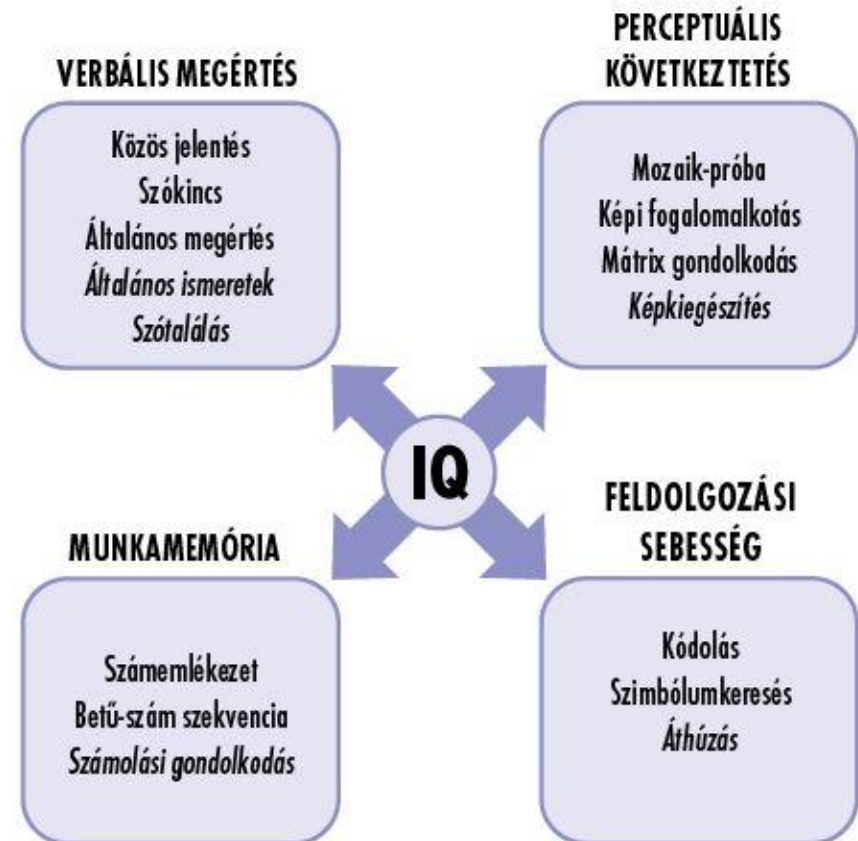 VERBÁLIS MEGÉRTÉS
Közös jelentés
Szókincs
Általános megértés
Általános ismeretek
Szótalálás
PERCEPTUÁLIS
KÖVETKEZTETÉS
Mozaik-próba
Képi fogalomalkotás
Mátrix gondolkodás
Képkiegészítés
IQ
MUNKAMEMÓRIA
Számemlékezet
Betű-szám szekvencia
Számolási gondolkodás
FELDOLGOZÁSI
SEBESSÉG
Kódolás
Szimbólumkeresés
Áthúzás